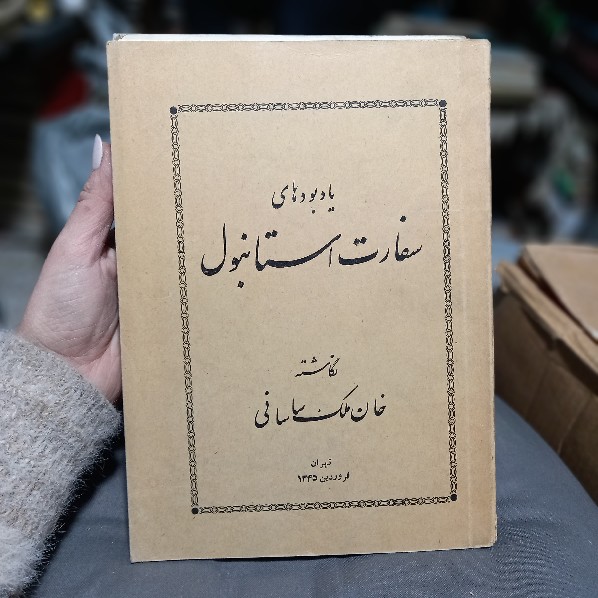 یادبودهای
سفارت استانبول
نگاشته
خان ملک ساسانی
تهران
فروردین ۱۳۴۵